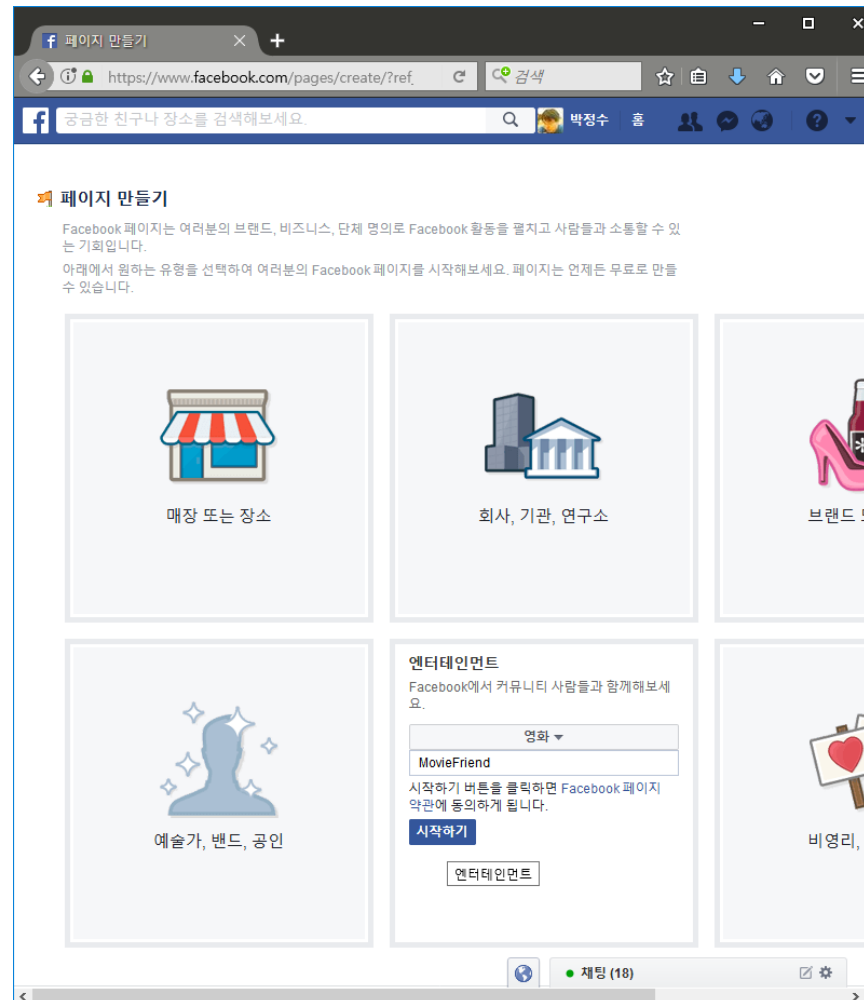 페이지 만들기
https://www.facebook.com/pages/create/?ref_
검색
궁금한 친구나 장소를 검색해보세요.
박정수
홈
페이지 만들기
Facebook 페이지는 여러분의 브랜드, 비즈니스, 단체 명의로 Facebook 활동을 펼치고 사람들과 소통할 수 있
는 기회입니다.
아래에서 원하는 유형을 선택하여 여러분의 Facebook 페이지를 시작해보세요. 페이지는 언제든 무료로 만들
수 있습니다.
매장 또는 장소
회사, 기관, 연구소
브랜드
엔터테인먼트
Facebook에서 커뮤니티 사람들과 함께해보세
요.
영화
MovieFriend
시작하기 버튼을 클릭하면 Facebook 페이지
약관에 동의하게 됩니다.
시작하기
엔터테인먼트
예술가, 밴드, 공인
비영리,
채팅 (18)